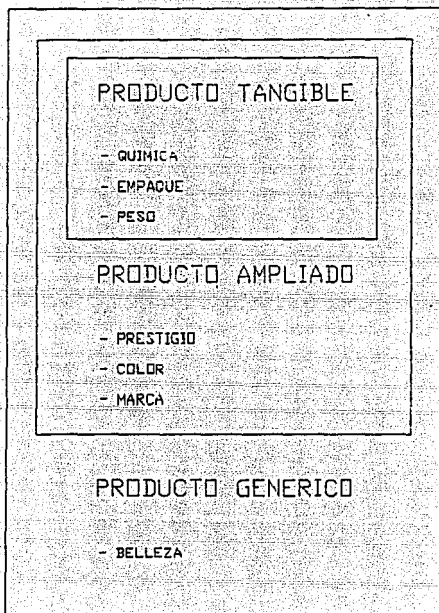 PRODUCTO TANGIBLE
- QUIMICA
- EMPAQUE
- PESO
PRODUCTO AMPLIADO
- PRESTIGIO
- COLOR
- MARCA
PRODUCTO GENERICO
- BELLEZA